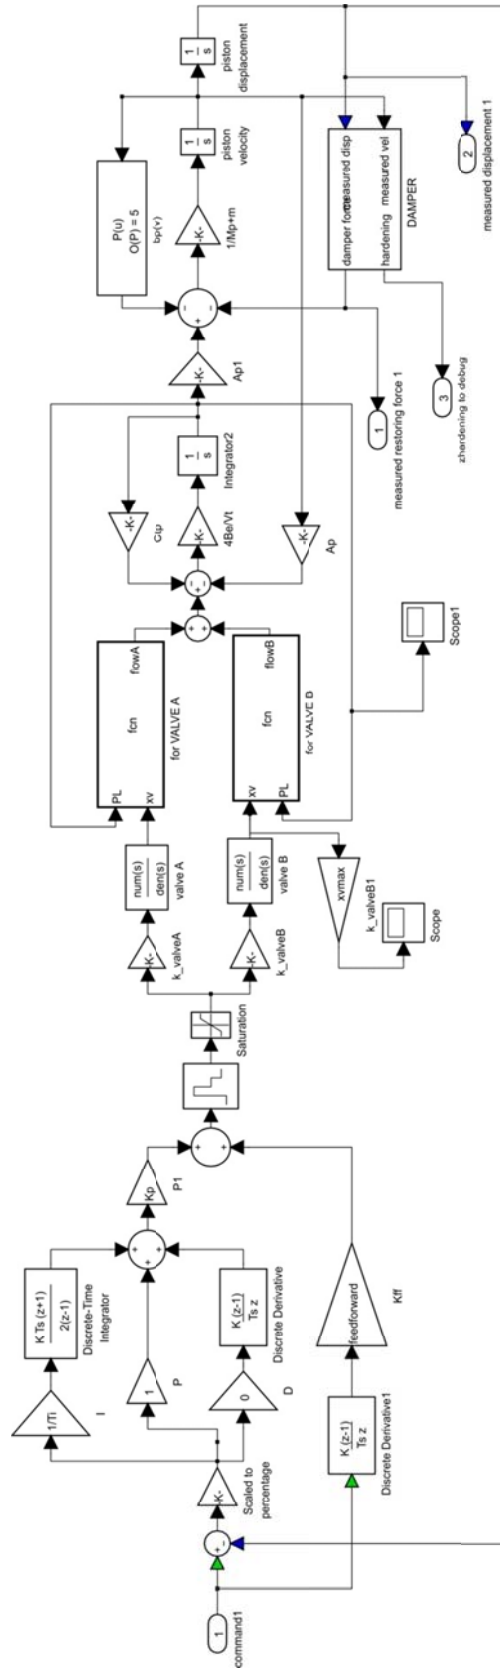 1
command1
+
−
-K-
Scaled to
percentage
1/Ti
I
K Ts (z+1)
2(z-1)
Discrete-Time
Integrator
1
P
0
D
K (z-1)
Ts z
Discrete Derivative
K (z-1)
Ts z
Discrete Derivative1
feedforward
Kff
+
+
+
Kp
P1
+
+
Saturation
-K-
k_valveA
-K-
k_valveB
num(s)
den(s)
valve A
num(s)
den(s)
valve B
xvmax
k_valveB1
Scope
PL
xv
fcn
flowA
for VALVE A
xv
PL
fcn
flowB
for VALVE B
+
+
+
−
−
-K-
Ctp
-K-
4Be/Vt
1
s
Integrator2
-K-
Ap
Scope1
-K-
Ap1
−
+
−
P(u)
O(P) = 5
bp(v)
-K-
1/Mp+m
1
s
piston
velocity
1
s
piston
displacement
damper force
measured disp
hardening
measured vel
DAMPER
1
measured restoring force 1
3
zhardening to debug
2
measured displacement 1